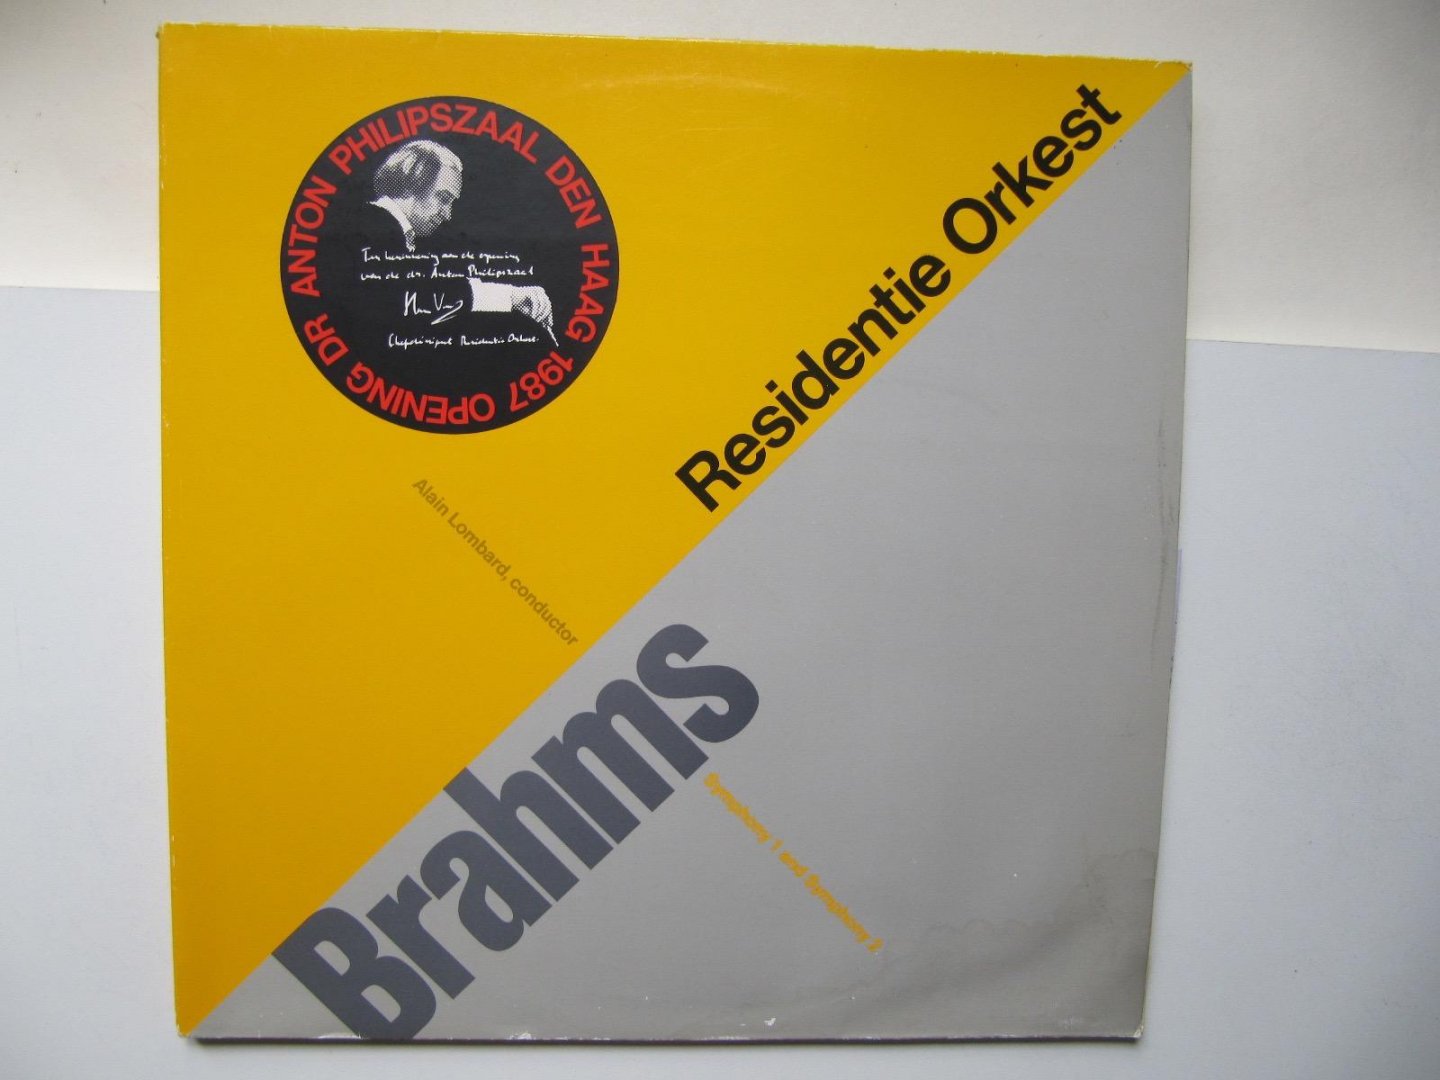 OPENING DR ANTON PHILIPSZAAL DEN HAAG 1987
Ter herinnering aan de opening
van de dr. Anton Philipszaal
Chefdirigent Residentie Orkest.
Residentie Orkest
Alain Lombard, conductor
Brahms
Symphony 1 and Symphony 2